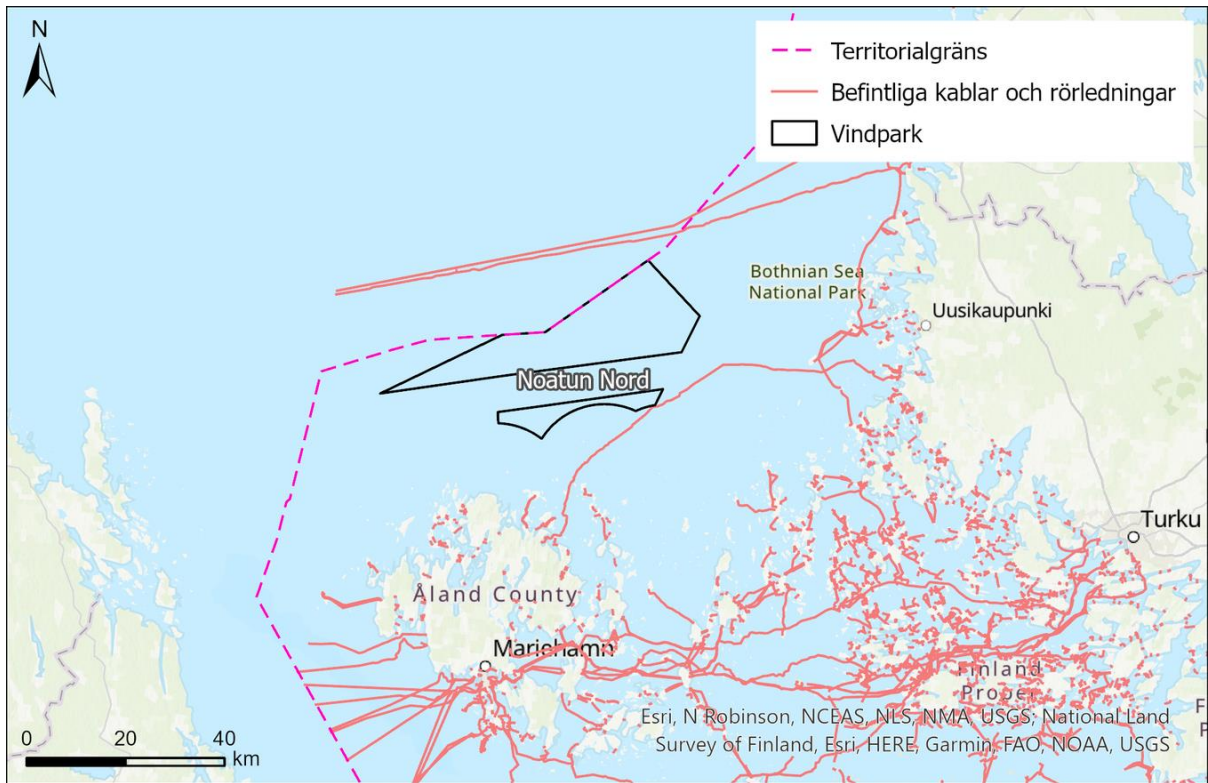 N
Territorialgräns
Befintliga kablar och rörledningar
Vindpark
Bothnian Sea
National Park
Uusikaupunki
Noatun Nord
Turku
Åland County
Mariehamn
Finland
Proper
F
P
Esri, N Robinson, NCEAS, NLS, NMA, USGS; National Land
Survey of Finland, Esri, HERE, Garmin, FAO, NOAA, USGS
0 20 40
km